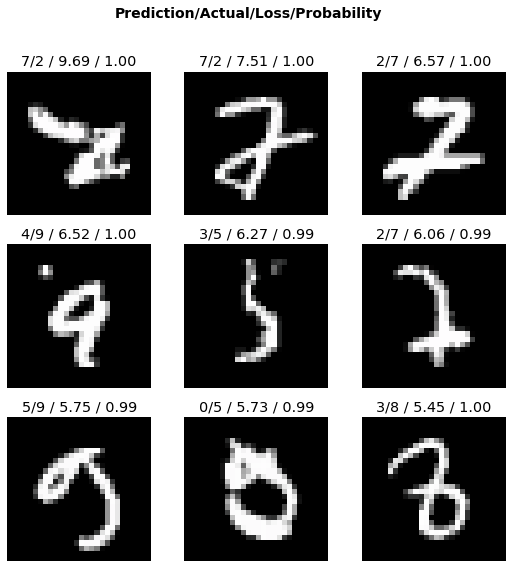 Prediction/Actual/Loss/Probability
7/2 / 9.69 / 1.00
7/2 / 7.51 / 1.00
2/7 / 6.57 / 1.00
4/9 / 6.52 / 1.00
3/5 / 6.27 / 0.99
2/7 / 6.06 / 0.99
5/9 / 5.75 / 0.99
0/5 / 5.73 / 0.99
3/8 / 5.45 / 1.00